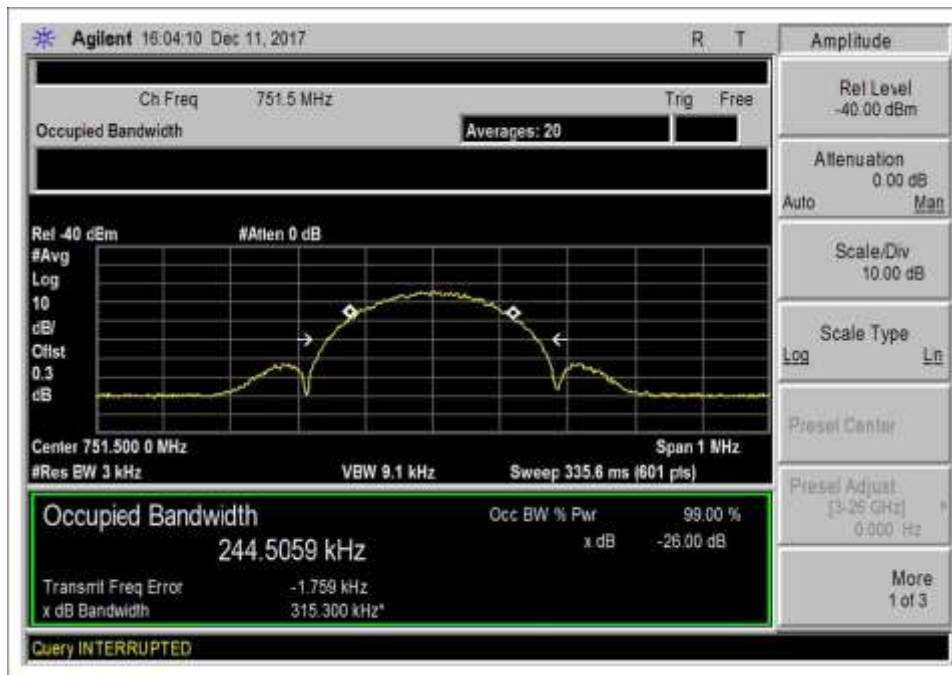 Agilent 16:04:10 Dec 11, 2017 R T
Ch Freq 751.5 MHz Trig Free
Occupied Bandwidth Averages: 20
Ref -40 dBm #Atten 0 dB
#Avg
Log
10
dB/
Offst
0.3
dB
Center 751.500 0 MHz Span 1 MHz
#Res BW 3 kHz VBW 9.1 kHz Sweep 335.6 ms (601 pts)
Occupied Bandwidth Occ BW % Pwr 99.00 %
244.5059 kHz x dB -26.00 dB
Transmit Freq Error -1.759 kHz
x dB Bandwidth 315.300 kHz*
Query INTERRUPTED
Amplitude
Ref Level
-40.00 dBm
Attenuation
0.00 dB
Auto Man
Scale/Div
10.00 dB
Scale Type
Log Lin
Presel Center
Presel Adjust
[3-26 GHz]
0.000 Hz
More
1 of 3